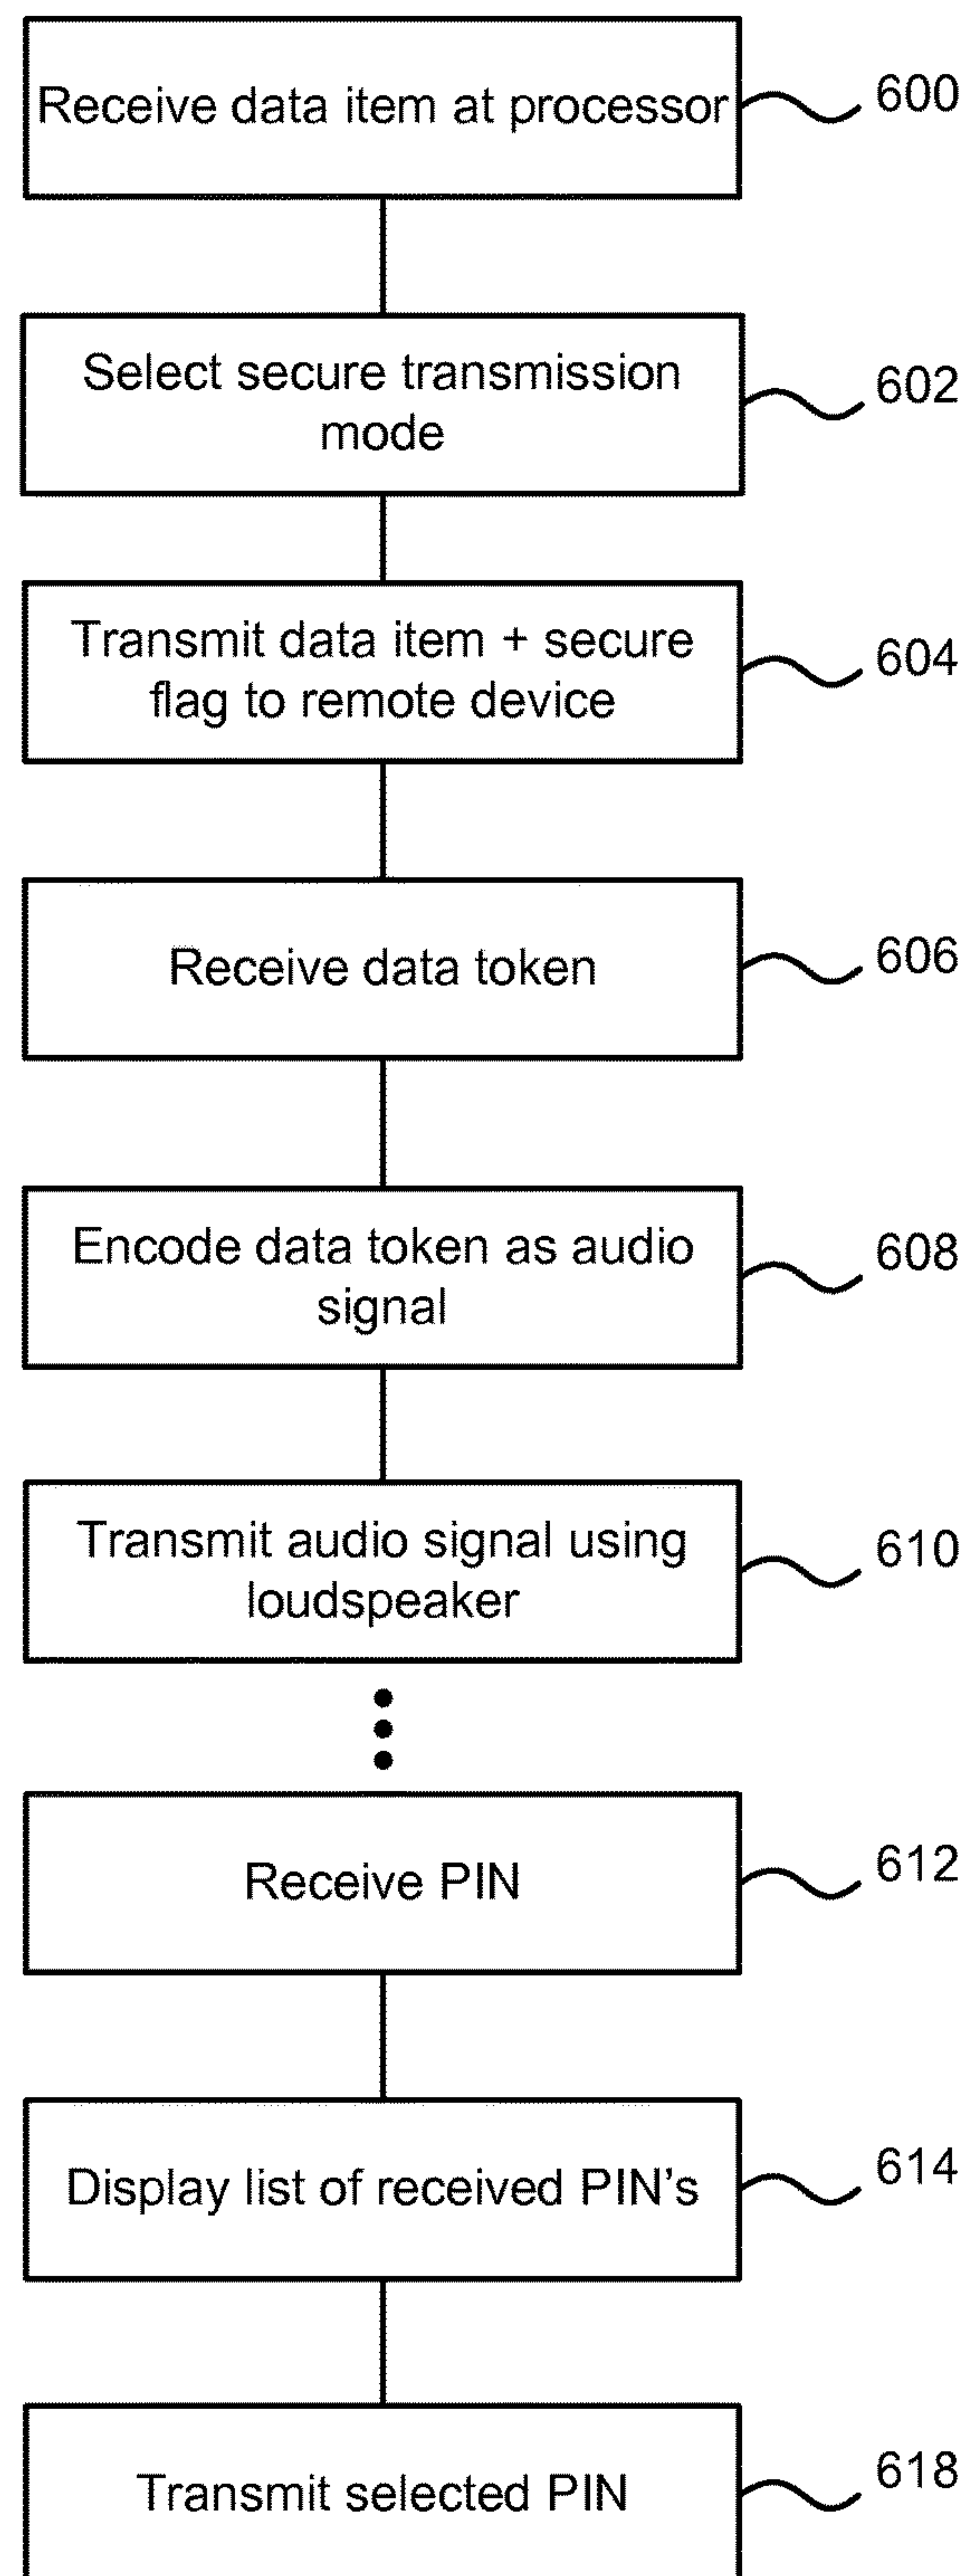 Receive data item at processor
600
Select secure transmission
mode
602
Transmit data item + secure
flag to remote device
604
Receive data token
606
Encode data token as audio
signal
608
Transmit audio signal using
loudspeaker
610
Receive PIN
612
Display list of received PIN's
614
Transmit selected PIN
618